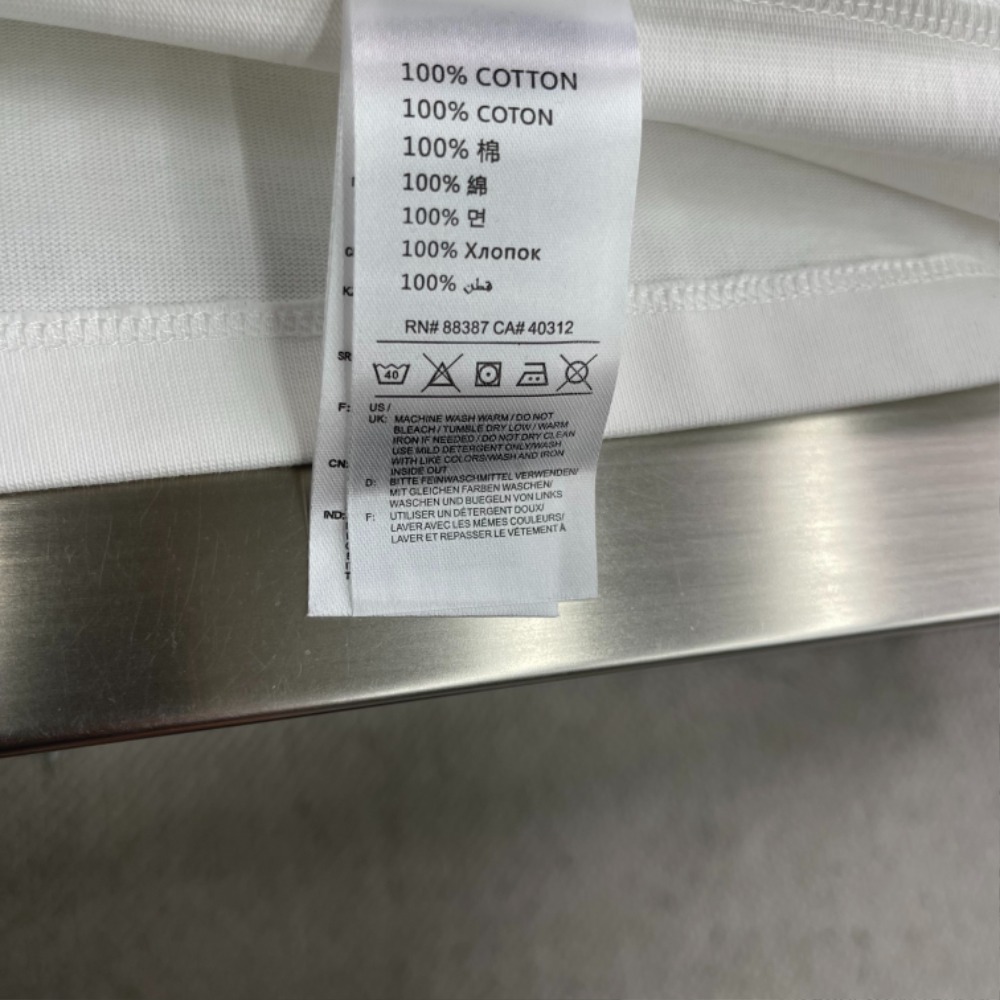 100% COTTON
100% COTON
100% 棉
100% 綿
100% 면
100% Хлопок
100% قطن
RN# 88387 CA# 40312
40
US /
UK: MACHINE WASH WARM / DO NOT
BLEACH / TUMBLE DRY LOW / WARM
IRON IF NEEDED / DO NOT DRY CLEAN
USE MILD DETERGENT ONLY/WASH
WITH LIKE COLORS/WASH AND IRON
INSIDE OUT
D: BITTE FEINWASCHMITTEL VERWENDEN/
MIT GLEICHEN FARBEN WASCHEN/
WASCHEN UND BUEGELN VON LINKS
F: UTILISER UN DÉTERGENT DOUX/
LAVER AVEC LES MÊMES COULEURS/
LAVER ET REPASSER LE VÊTEMENT À
SR
F:
CN:
IND: